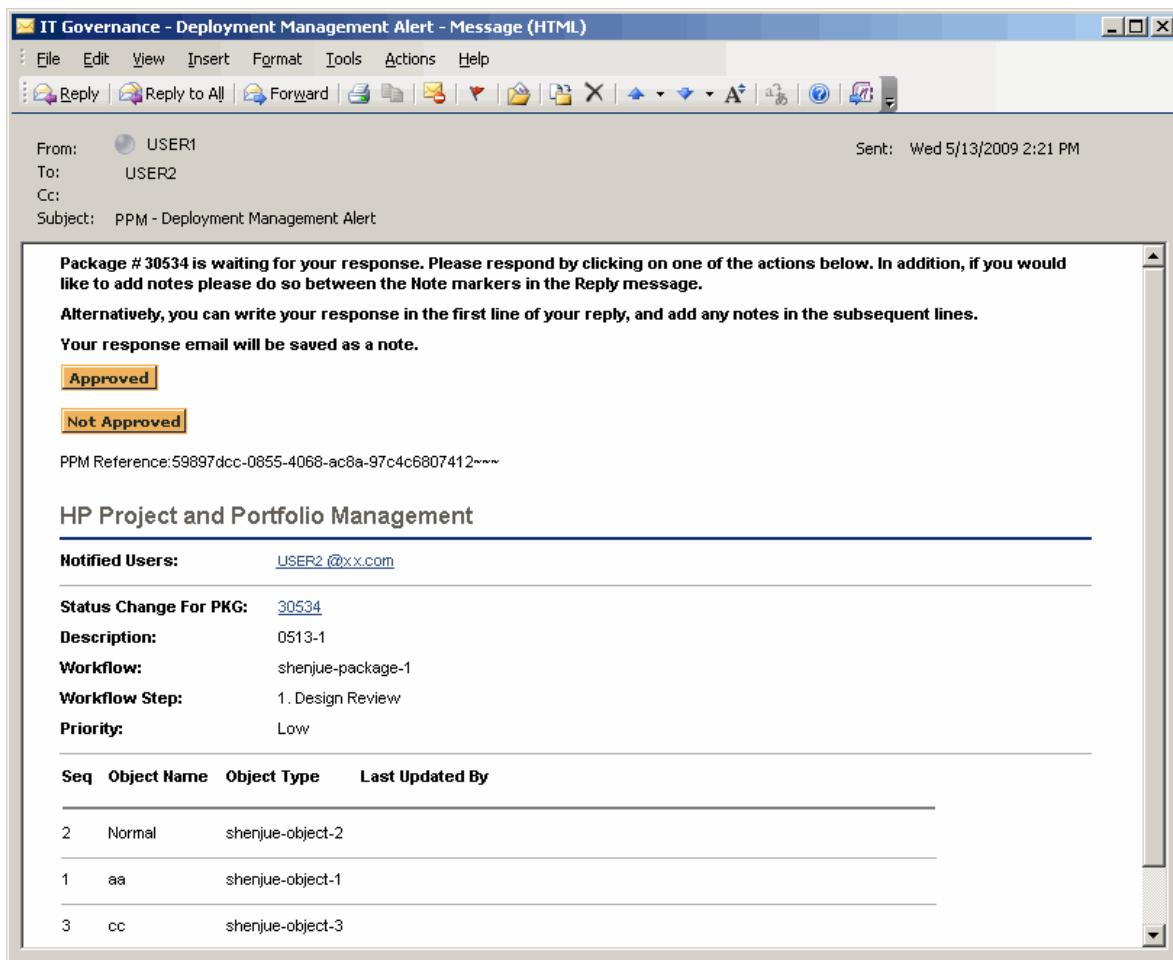 IT Governance - Deployment Management Alert - Message (HTML)
File Edit View Insert Format Tools Actions Help
Reply Reply to All Forward
From: USER1 Sent: Wed 5/13/2009 2:21 PM
To: USER2
Cc:
Subject: PPM - Deployment Management Alert
Package # 30534 is waiting for your response. Please respond by clicking on one of the actions below. In addition, if you would
like to add notes please do so between the Note markers in the Reply message.
Alternatively, you can write your response in the first line of your reply, and add any notes in the subsequent lines.
Your response email will be saved as a note.
Approved
Not Approved
PPM Reference:59897dcc-0855-4068-ac8a-97c4c6807412~~~
HP Project and Portfolio Management
Notified Users: USER2 @xx.com
Status Change For PKG: 30534
Description: 0513-1
Workflow: shenjue-package-1
Workflow Step: 1. Design Review
Priority: Low
Seq Object Name Object Type Last Updated By
2 Normal shenjue-object-2
1 aa shenjue-object-1
3 cc shenjue-object-3